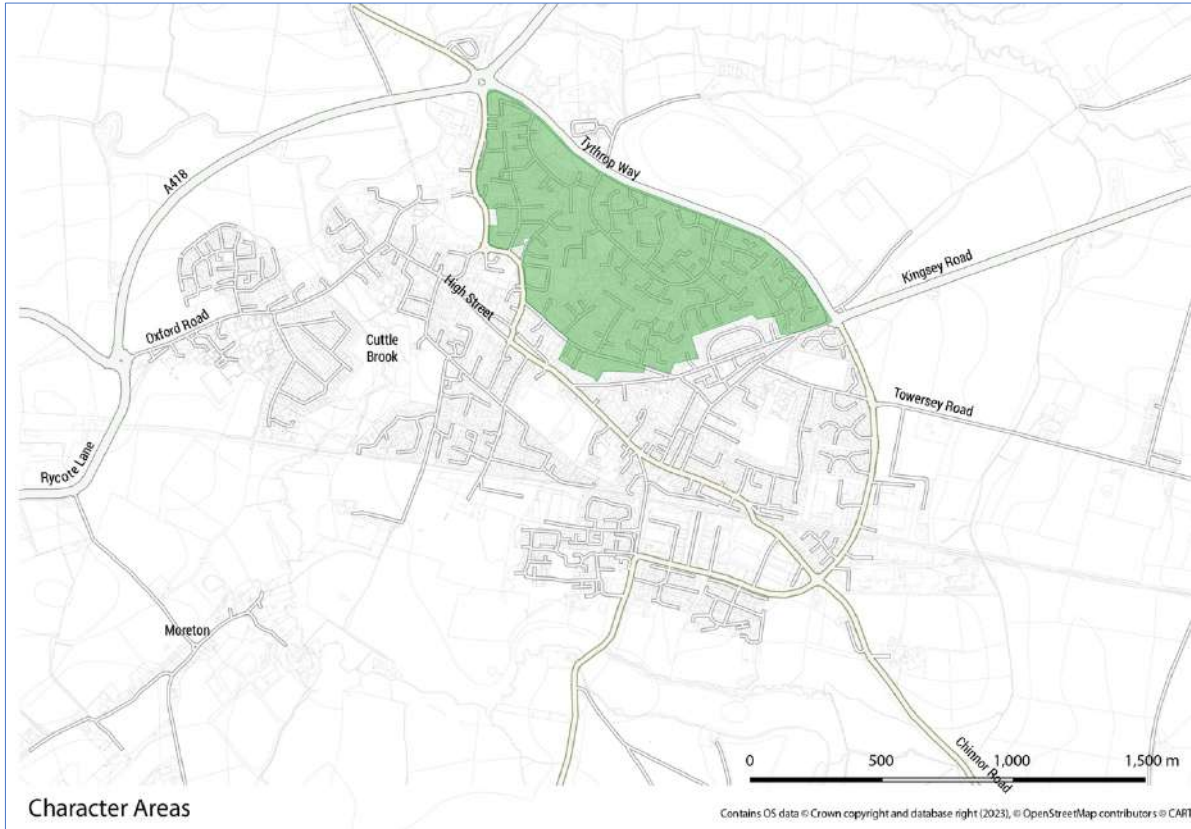 A418
Tythrop Way
Kingsey Road
High Street
Oxford Road
Cuttle
Brook
Towersey Road
Rycote Lane
Moreton
Chinnor Road
0 500 1,000 1,500 m
Character Areas
Contains OS data © Crown copyright and database right (2023), © OpenStreetMap contributors © CART